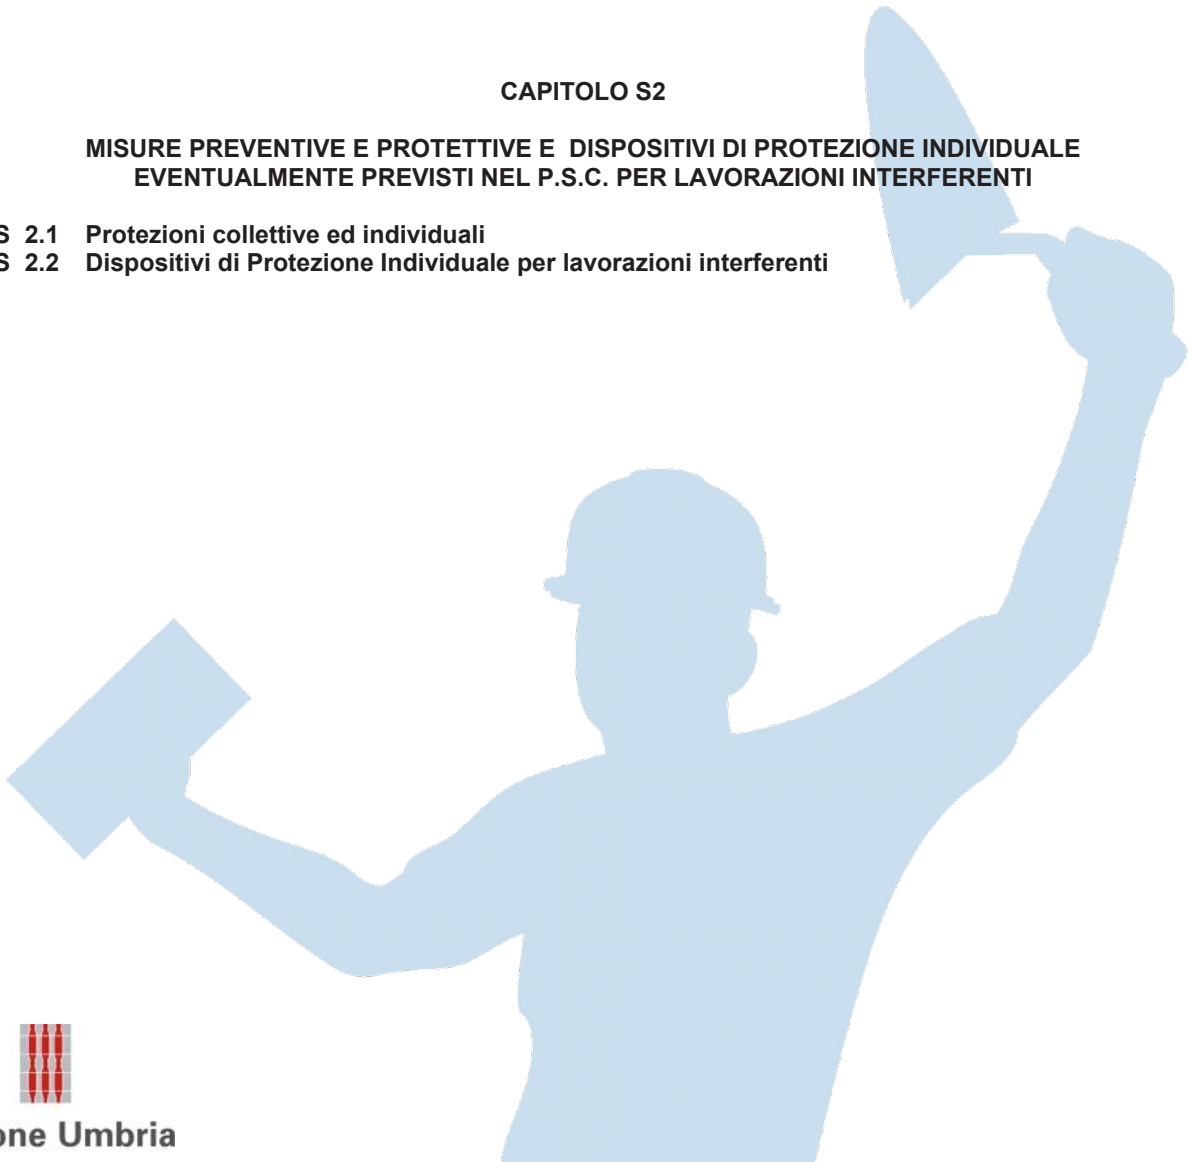 CAPITOLO S2
MISURE PREVENTIVE E PROTETTIVE E DISPOSITIVI DI PROTEZIONE INDIVIDUALE
EVENTUALMENTE PREVISTI NEL P.S.C. PER LAVORAZIONI INTERFERENTI
S 2.1 Protezioni collettive ed individuali
S 2.2 Dispositivi di Protezione Individuale per lavorazioni interferenti
one Umbria